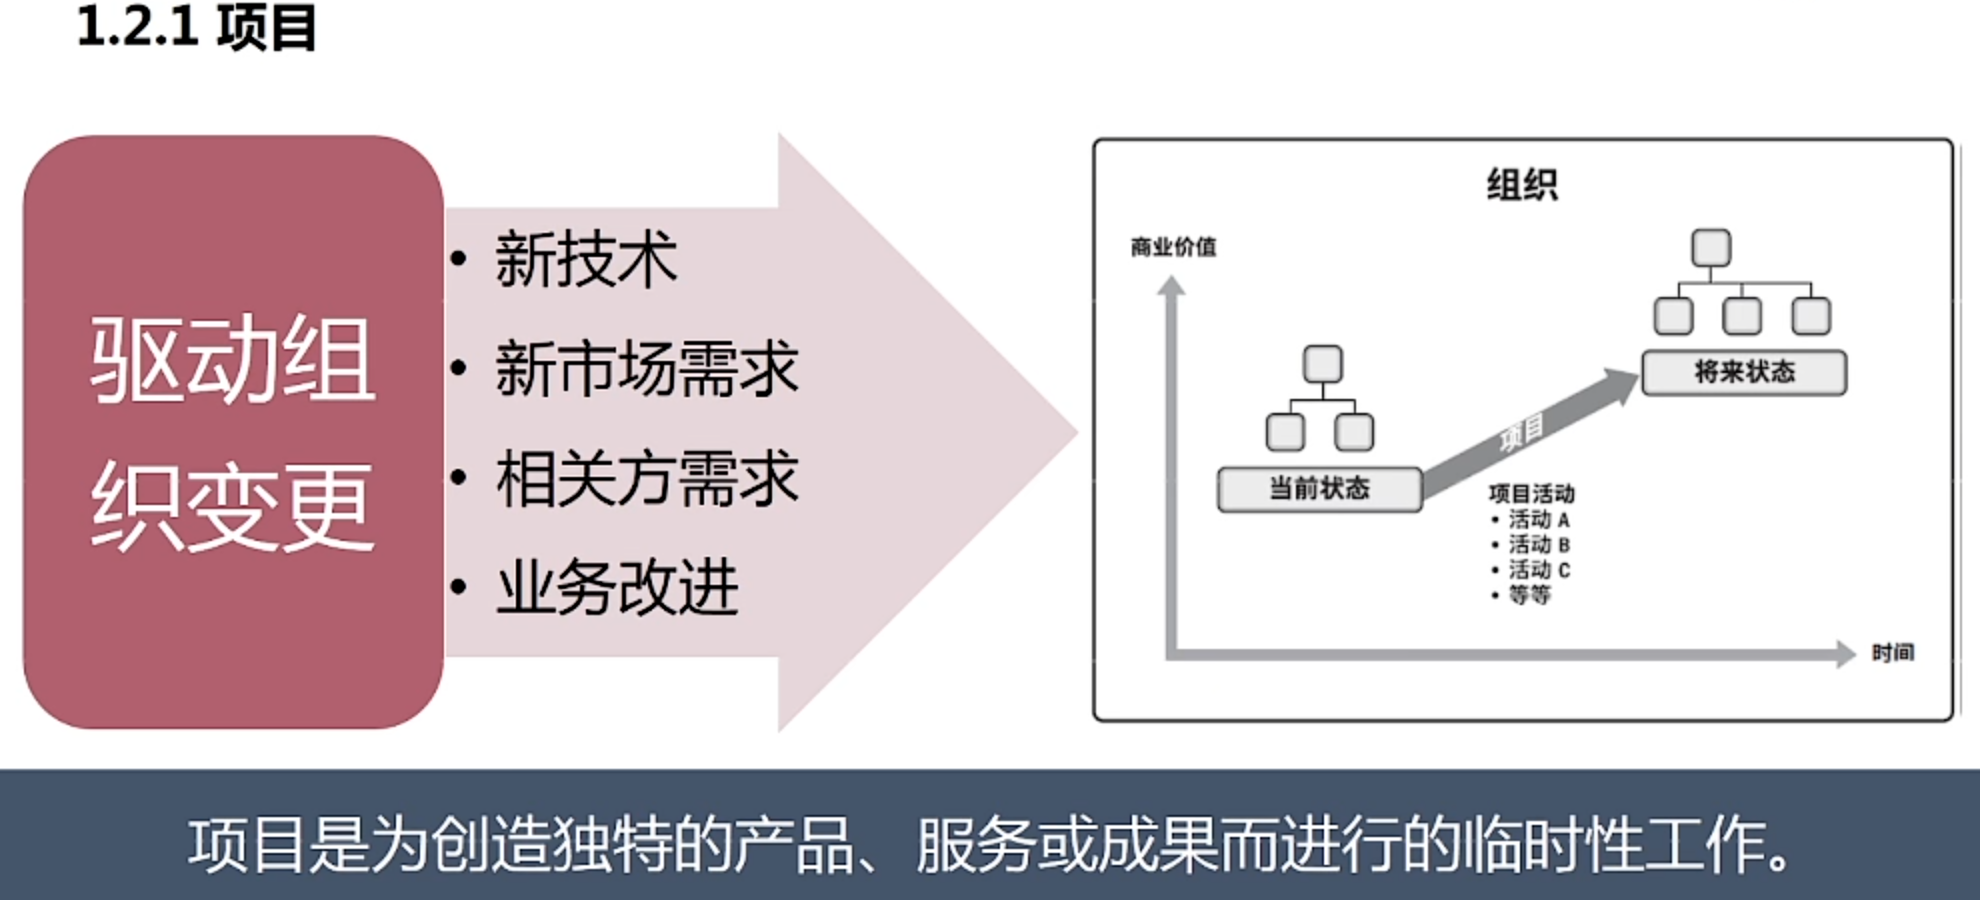 1.2.1 项目
驱动组
织变更
• 新技术
• 新市场需求
• 相关方需求
• 业务改进
组织
商业价值
将来状态
项目
当前状态
项目活动
• 活动 A
• 活动 B
• 活动 C
• 等等
时间
项目是为创造独特的产品、服务或成果而进行的临时性工作。